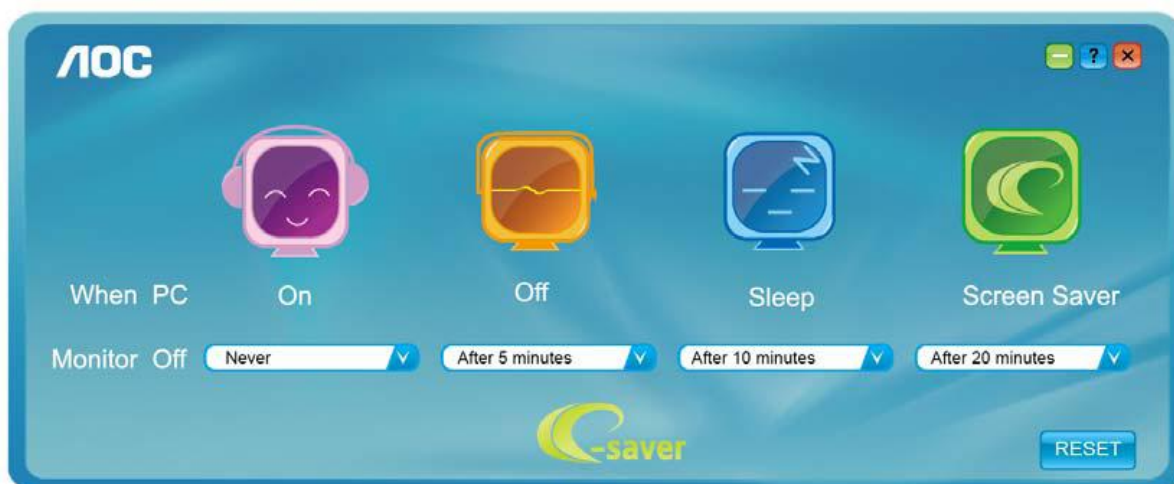 AOC
?
When PC On Off Sleep Screen Saver
Monitor Off Never After 5 minutes After 10 minutes After 20 minutes
e-saver
RESET